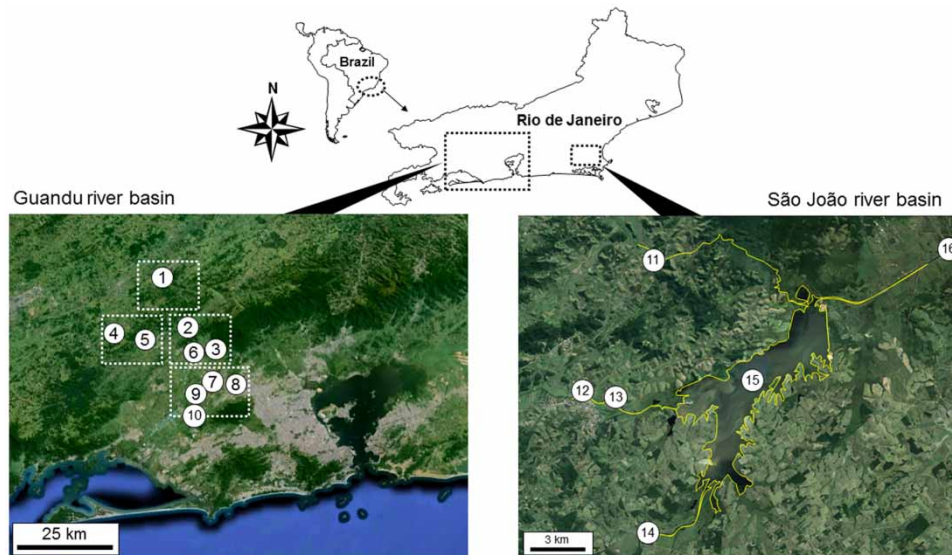 Brazil
N
Rio de Janeiro
Guandu river basin
São João river basin
1
2
3
4
5
6
7
8
9
10
25 km
11
12
13
14
15
16
3 km